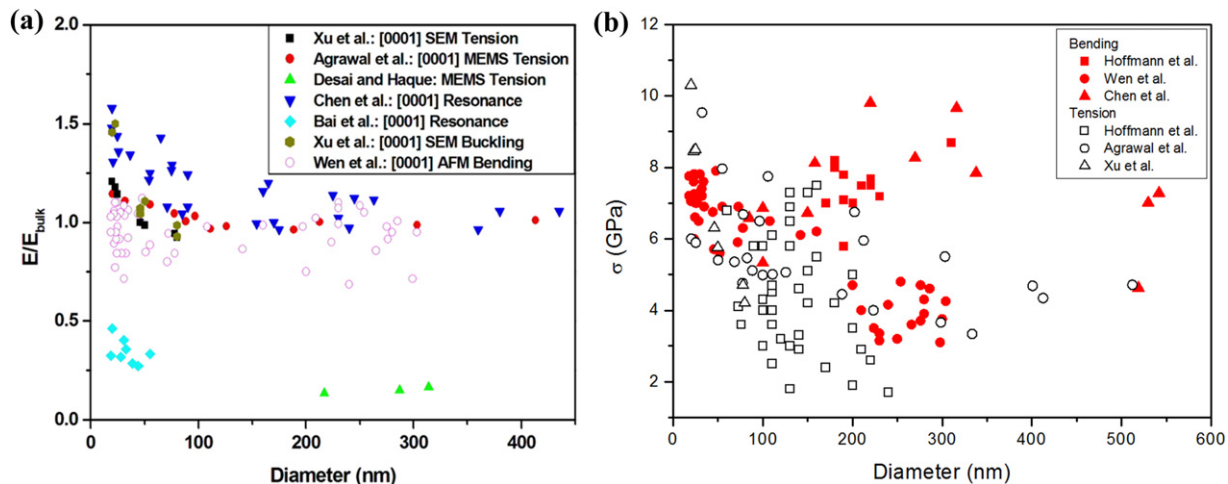 (a)
E/E_bulk
2.0
1.5
1.0
0.5
0.0
0 100 200 300 400
Diameter (nm)
Xu et al.: [0001] SEM Tension
Agrawal et al.: [0001] MEMS Tension
Desai and Haque: MEMS Tension
Chen et al.: [0001] Resonance
Bai et al.: [0001] Resonance
Xu et al.: [0001] SEM Buckling
Wen et al.: [0001] AFM Bending
(b)
σ (GPa)
12
10
8
6
4
2
0 100 200 300 400 500 600
Diameter (nm)
Bending
Hoffmann et al.
Wen et al.
Chen et al.
Tension
Hoffmann et al.
Agrawal et al.
Xu et al.